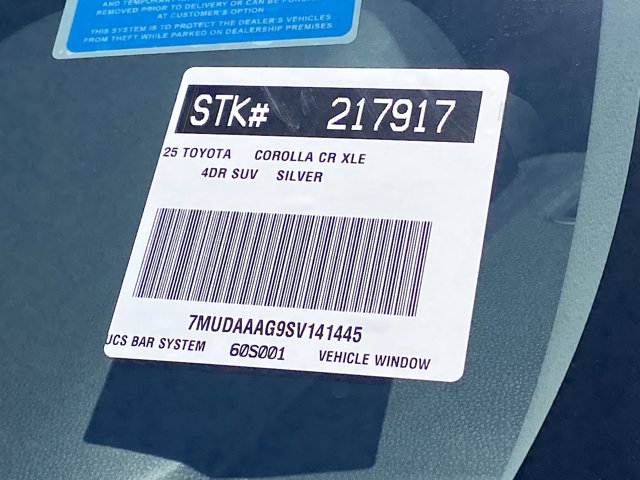 AND TEMPORARY
REMOVED PRIOR TO DELIVERY OR CAN BE
AT CUSTOMER'S OPTION
THIS SYSTEM IS TO PROTECT THE DEALER'S VEHICLES
FROM THEFT WHILE PARKED ON DEALERSHIP PREMISES.
STK# 217917
25 TOYOTA COROLLA CR XLE
4DR SUV SILVER
7MUDAAAG9SV141445
UCS BAR SYSTEM 60S001 VEHICLE WINDOW